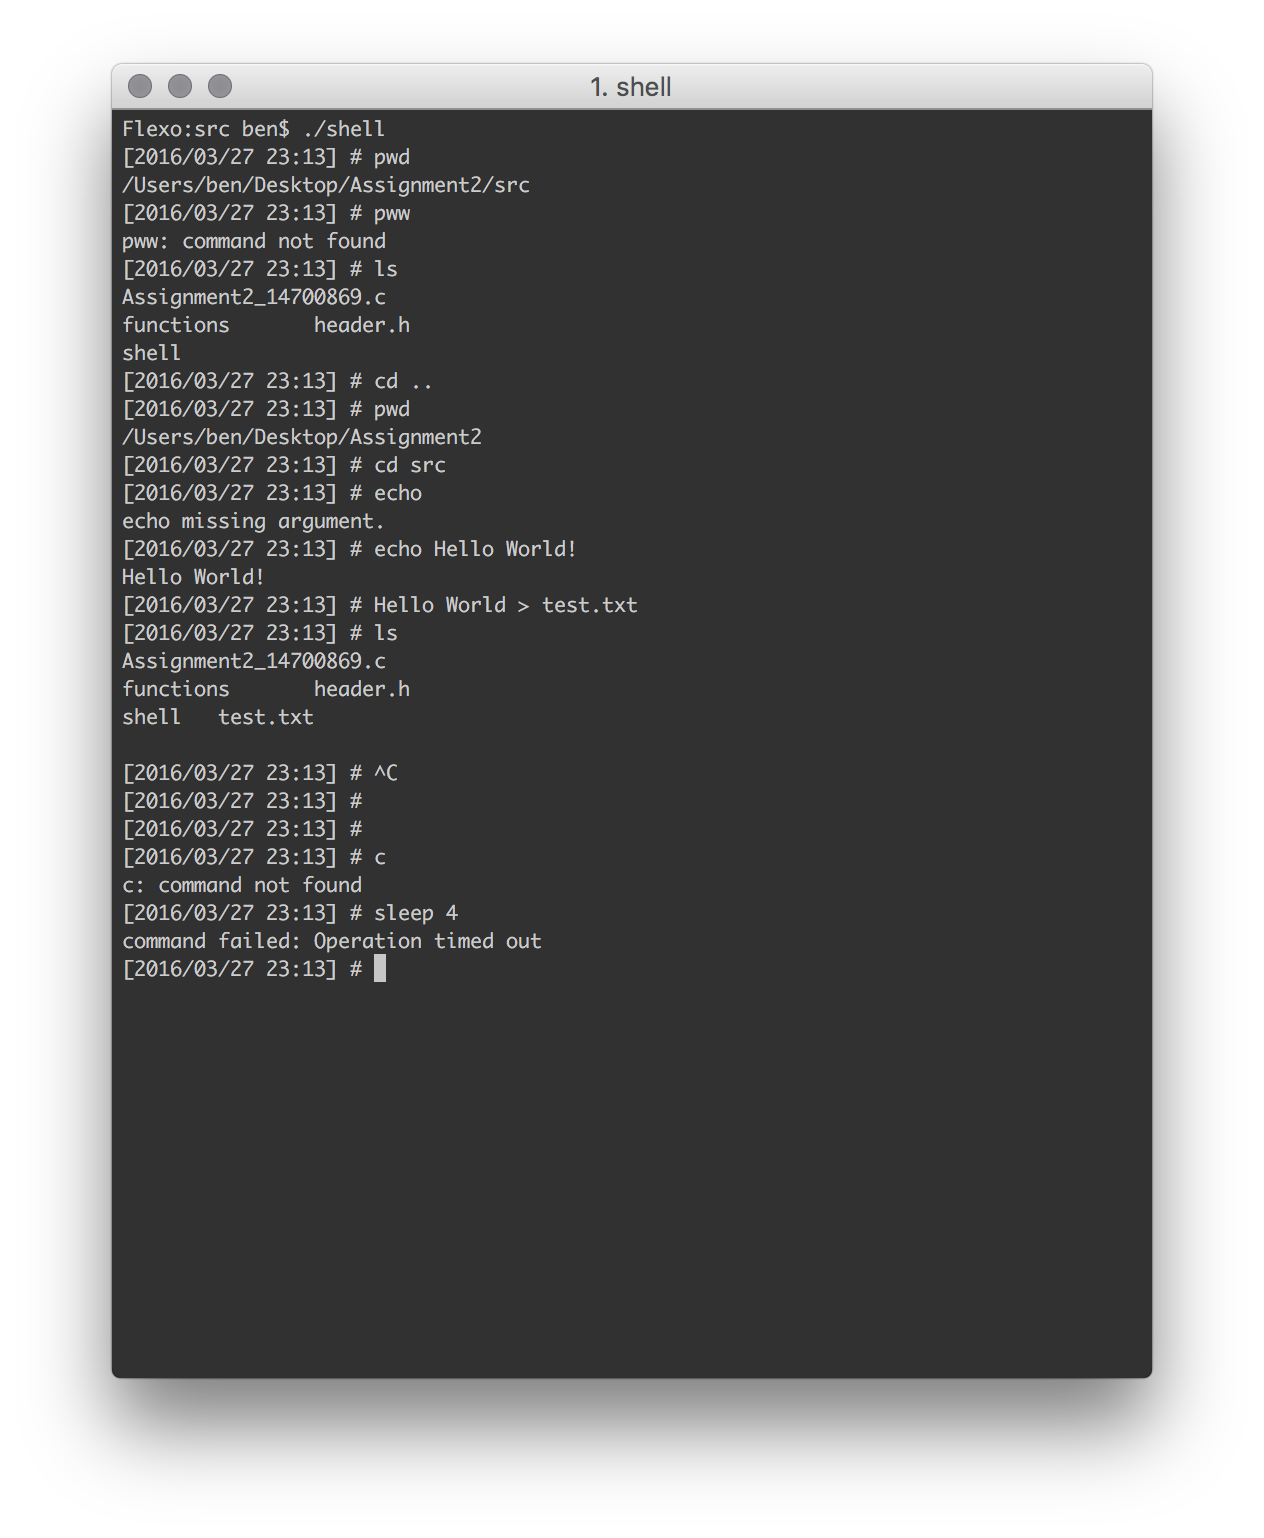 1. shell
Flexo:src ben$ ./shell
[2016/03/27 23:13] # pwd
/Users/ben/Desktop/Assignment2/src
[2016/03/27 23:13] # pww
pww: command not found
[2016/03/27 23:13] # ls
Assignment2_14700869.c
functions       header.h
shell
[2016/03/27 23:13] # cd ..
[2016/03/27 23:13] # pwd
/Users/ben/Desktop/Assignment2
[2016/03/27 23:13] # cd src
[2016/03/27 23:13] # echo
echo missing argument.
[2016/03/27 23:13] # echo Hello World!
Hello World!
[2016/03/27 23:13] # Hello World > test.txt
[2016/03/27 23:13] # ls
Assignment2_14700869.c
functions       header.h
shell   test.txt
[2016/03/27 23:13] # ^C
[2016/03/27 23:13] #
[2016/03/27 23:13] #
[2016/03/27 23:13] # c
c: command not found
[2016/03/27 23:13] # sleep 4
command failed: Operation timed out
[2016/03/27 23:13] #